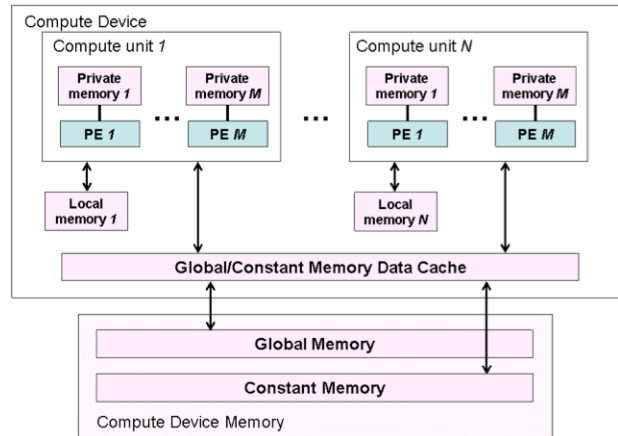 Compute Device
Compute unit 1
Compute unit N
Private
memory 1
Private
memory M
Private
memory 1
Private
memory M
PE 1
PE M
PE 1
PE M
...
...
...
Local
memory 1
Local
memory N
Global/Constant Memory Data Cache
Global Memory
Constant Memory
Compute Device Memory